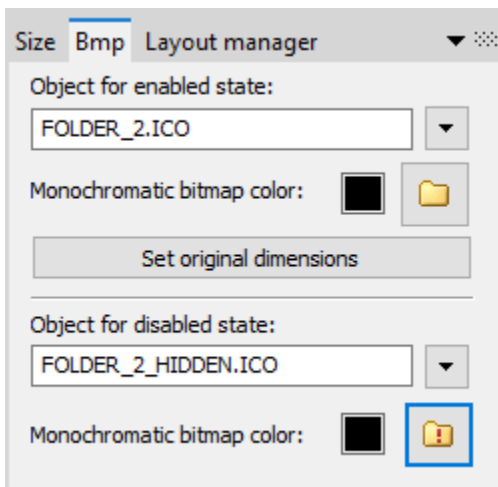 Size Bmp Layout manager
Object for enabled state:
FOLDER_2.ICO
Monochromatic bitmap color:
Set original dimensions
Object for disabled state:
FOLDER_2_HIDDEN.ICO
Monochromatic bitmap color: